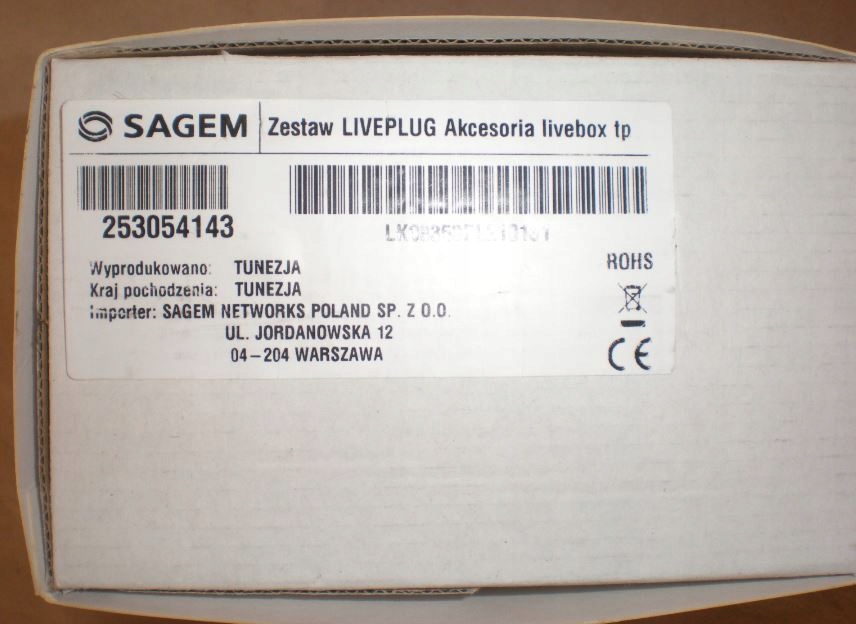 SAGEM
Zestaw LIVEPLUG Akcesoria livebox tp
253054143
Wyprodukowano: TUNEZJA
Kraj pochodzenia: TUNEZJA
Importer: SAGEM NETWORKS POLAND SP. Z O.O.
UL. JORDANOWSKA 12
04-204 WARSZAWA
ROHS
CE